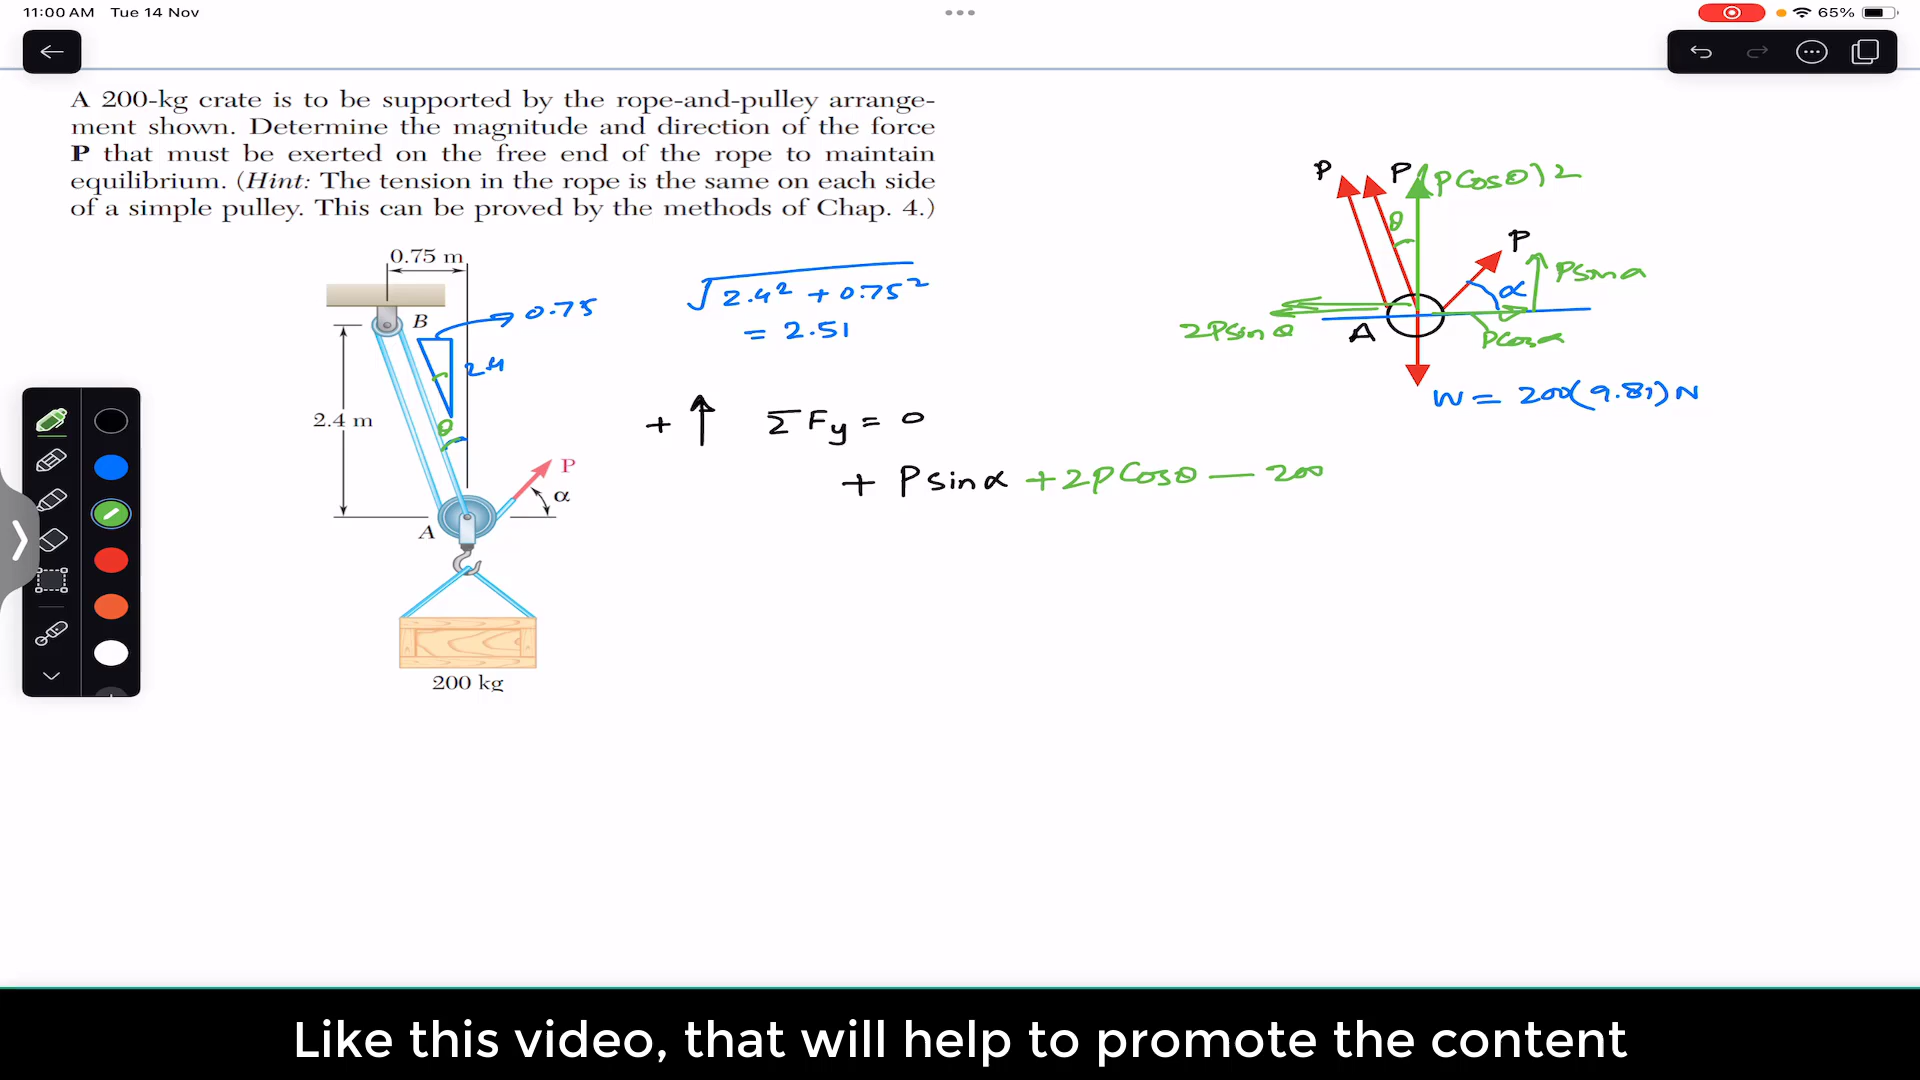 11:00 AM Tue 14 Nov
65%
A 200-kg crate is to be supported by the rope-and-pulley arrange-
ment shown. Determine the magnitude and direction of the force
P that must be exerted on the free end of the rope to maintain
equilibrium. (Hint: The tension in the rope is the same on each side
of a simple pulley. This can be proved by the methods of Chap. 4.)
0.75 m
B
0.75
2.4
2.4 m
θ
P
α
A
200 kg
√2.4² + 0.75²
= 2.51
+ ↑ ΣFy = 0
+ P sinα + 2P Cosθ — 200
P P (P Cosθ) 2
θ
P
P Sinα
α
2P Sin θ
A
P Cosα
W = 200(9.81) N
Like this video, that will help to promote the content